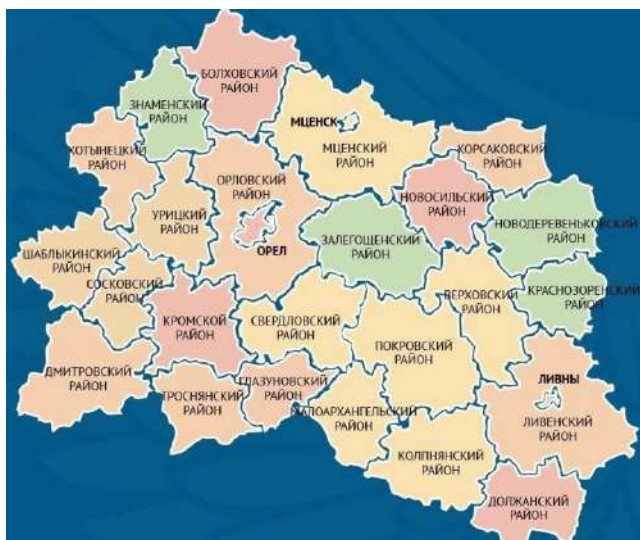 БОЛХОВСКИЙ
РАЙОН
ЗНАМЕНСКИЙ
РАЙОН
МЦЕНСК
МЦЕНСКИЙ
РАЙОН
ХОТЫНЕЦКИЙ
РАЙОН
КОРСАКОВСКИЙ
РАЙОН
ОРЛОВСКИЙ
РАЙОН
УРИЦКИЙ
РАЙОН
НОВОСИЛЬСКИЙ
РАЙОН
НОВОДЕРЕВЕНЬКОВСКИЙ
РАЙОН
ЗАЛЕГОЩЕНСКИЙ
РАЙОН
ОРЕЛ
ШАБЛЫКИНСКИЙ
РАЙОН
СОСКОВСКИЙ
РАЙОН
ВЕРХОВСКИЙ
РАЙОН
КРАСНОЗОРЕНСКИЙ
РАЙОН
КРОМСКОЙ
РАЙОН
СВЕРДЛОВСКИЙ
РАЙОН
ПОКРОВСКИЙ
РАЙОН
ДМИТРОВСКИЙ
РАЙОН
ТРОСНЯНСКИЙ
РАЙОН
ГЛАЗУНОВСКИЙ
РАЙОН
МАЛОАРХАНГЕЛЬСКИЙ
РАЙОН
ЛИВНЫ
ЛИВЕНСКИЙ
РАЙОН
КОЛПНЯНСКИЙ
РАЙОН
ДОЛЖАНСКИЙ
РАЙОН